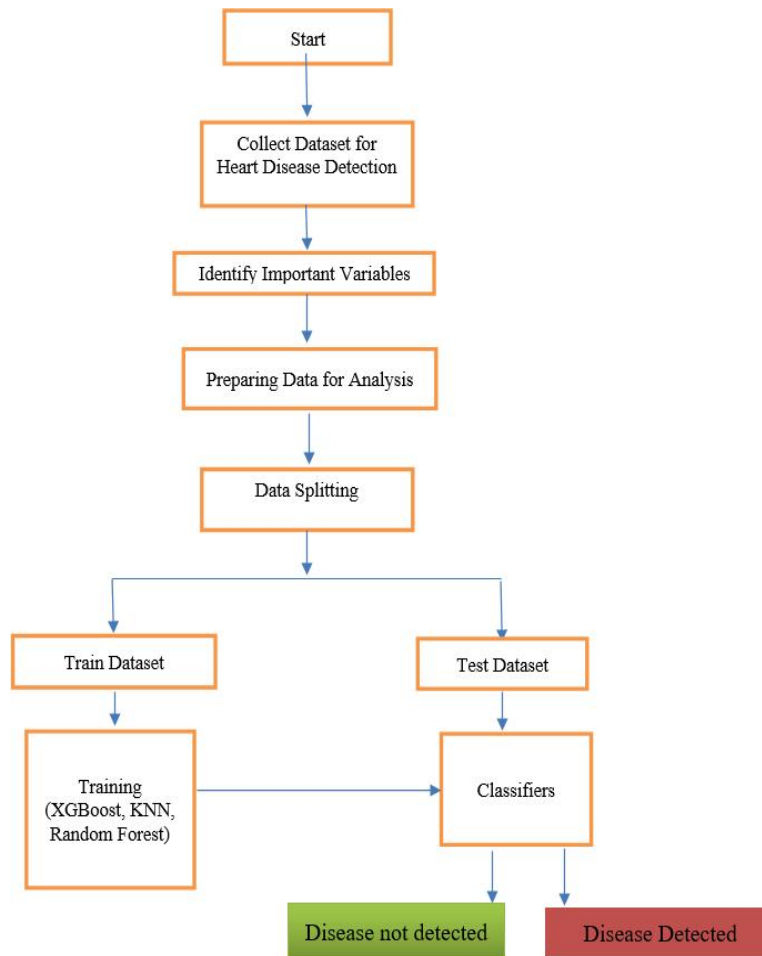 Start
Collect Dataset for
Heart Disease Detection
Identify Important Variables
Preparing Data for Analysis
Data Splitting
Train Dataset
Test Dataset
Training
(XGBoost, KNN,
Random Forest)
Classifiers
Disease not detected
Disease Detected